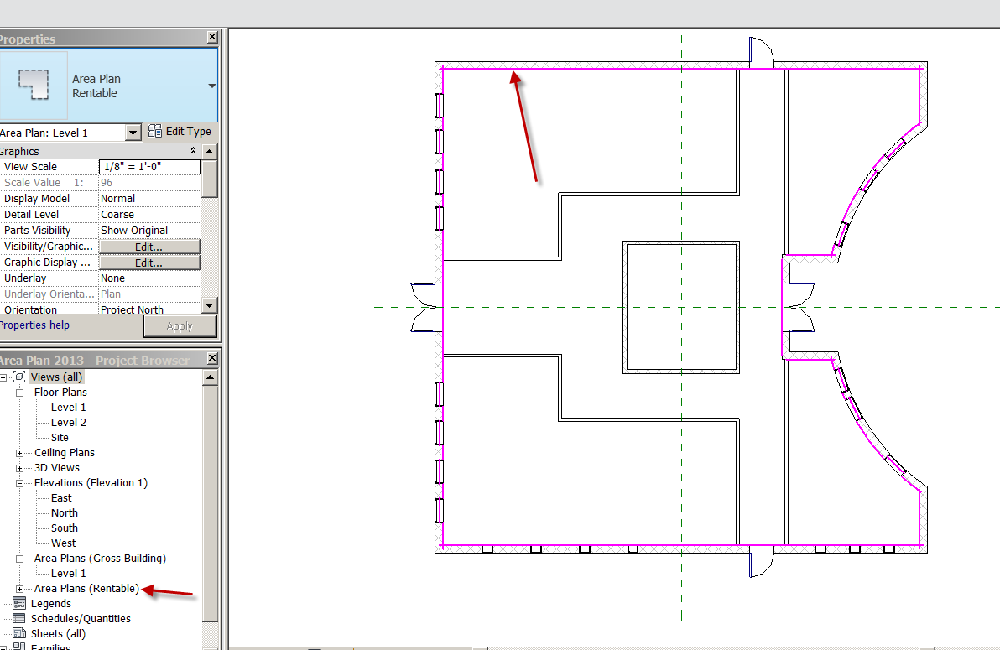 Properties
Area Plan
Rentable
Area Plan: Level 1
Edit Type
Graphics
View Scale 1/8" = 1'-0"
Scale Value 1: 96
Display Model Normal
Detail Level Coarse
Parts Visibility Show Original
Visibility/Graphic... Edit...
Graphic Display ... Edit...
Underlay None
Underlay Orienta... Plan
Orientation Project North
Properties help
Apply
Area Plan 2013 - Project Browser
Views (all)
Floor Plans
Level 1
Level 2
Site
Ceiling Plans
3D Views
Elevations (Elevation 1)
East
North
South
West
Area Plans (Gross Building)
Level 1
Area Plans (Rentable)
Legends
Schedules/Quantities
Sheets (all)
Families